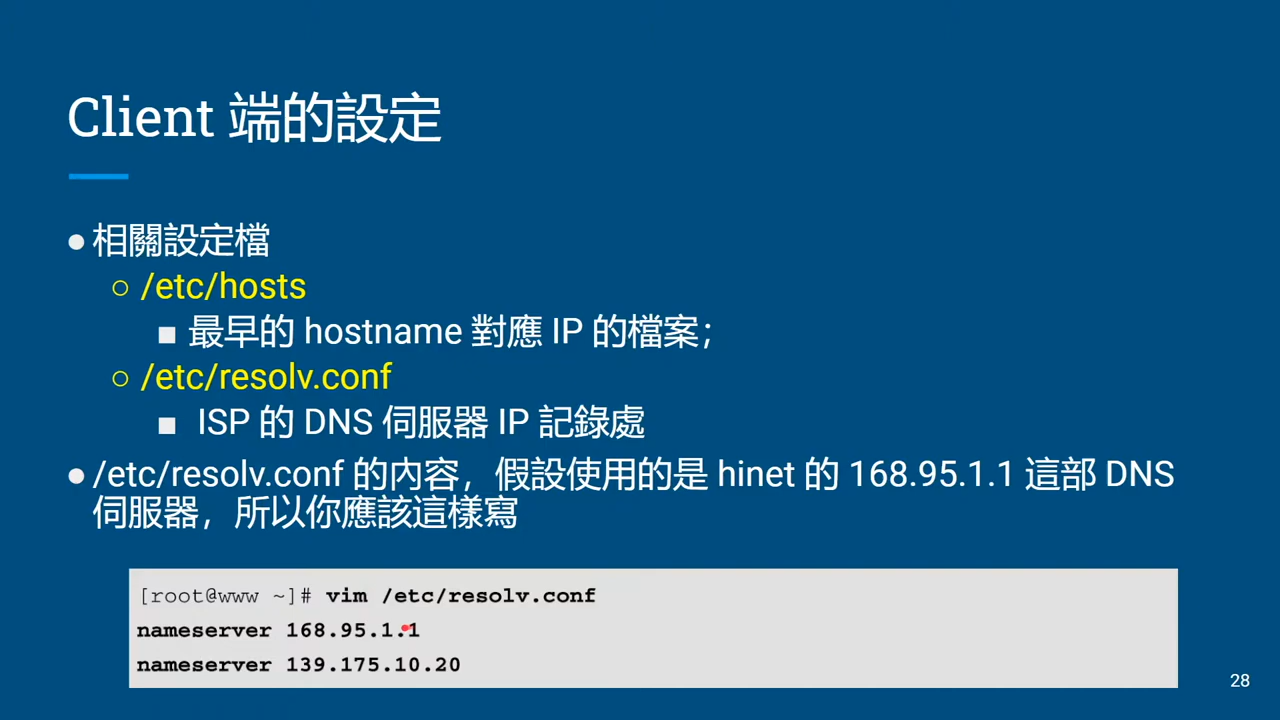 Client 端的設定
●相關設定檔
○ /etc/hosts
■ 最早的 hostname 對應 IP 的檔案；
○ /etc/resolv.conf
■ ISP 的 DNS 伺服器 IP 記錄處
●/etc/resolv.conf 的內容，假設使用的是 hinet 的 168.95.1.1 這部 DNS
伺服器，所以你應該這樣寫
[root@www ~]# vim /etc/resolv.conf
nameserver 168.95.1.1
nameserver 139.175.10.20
28